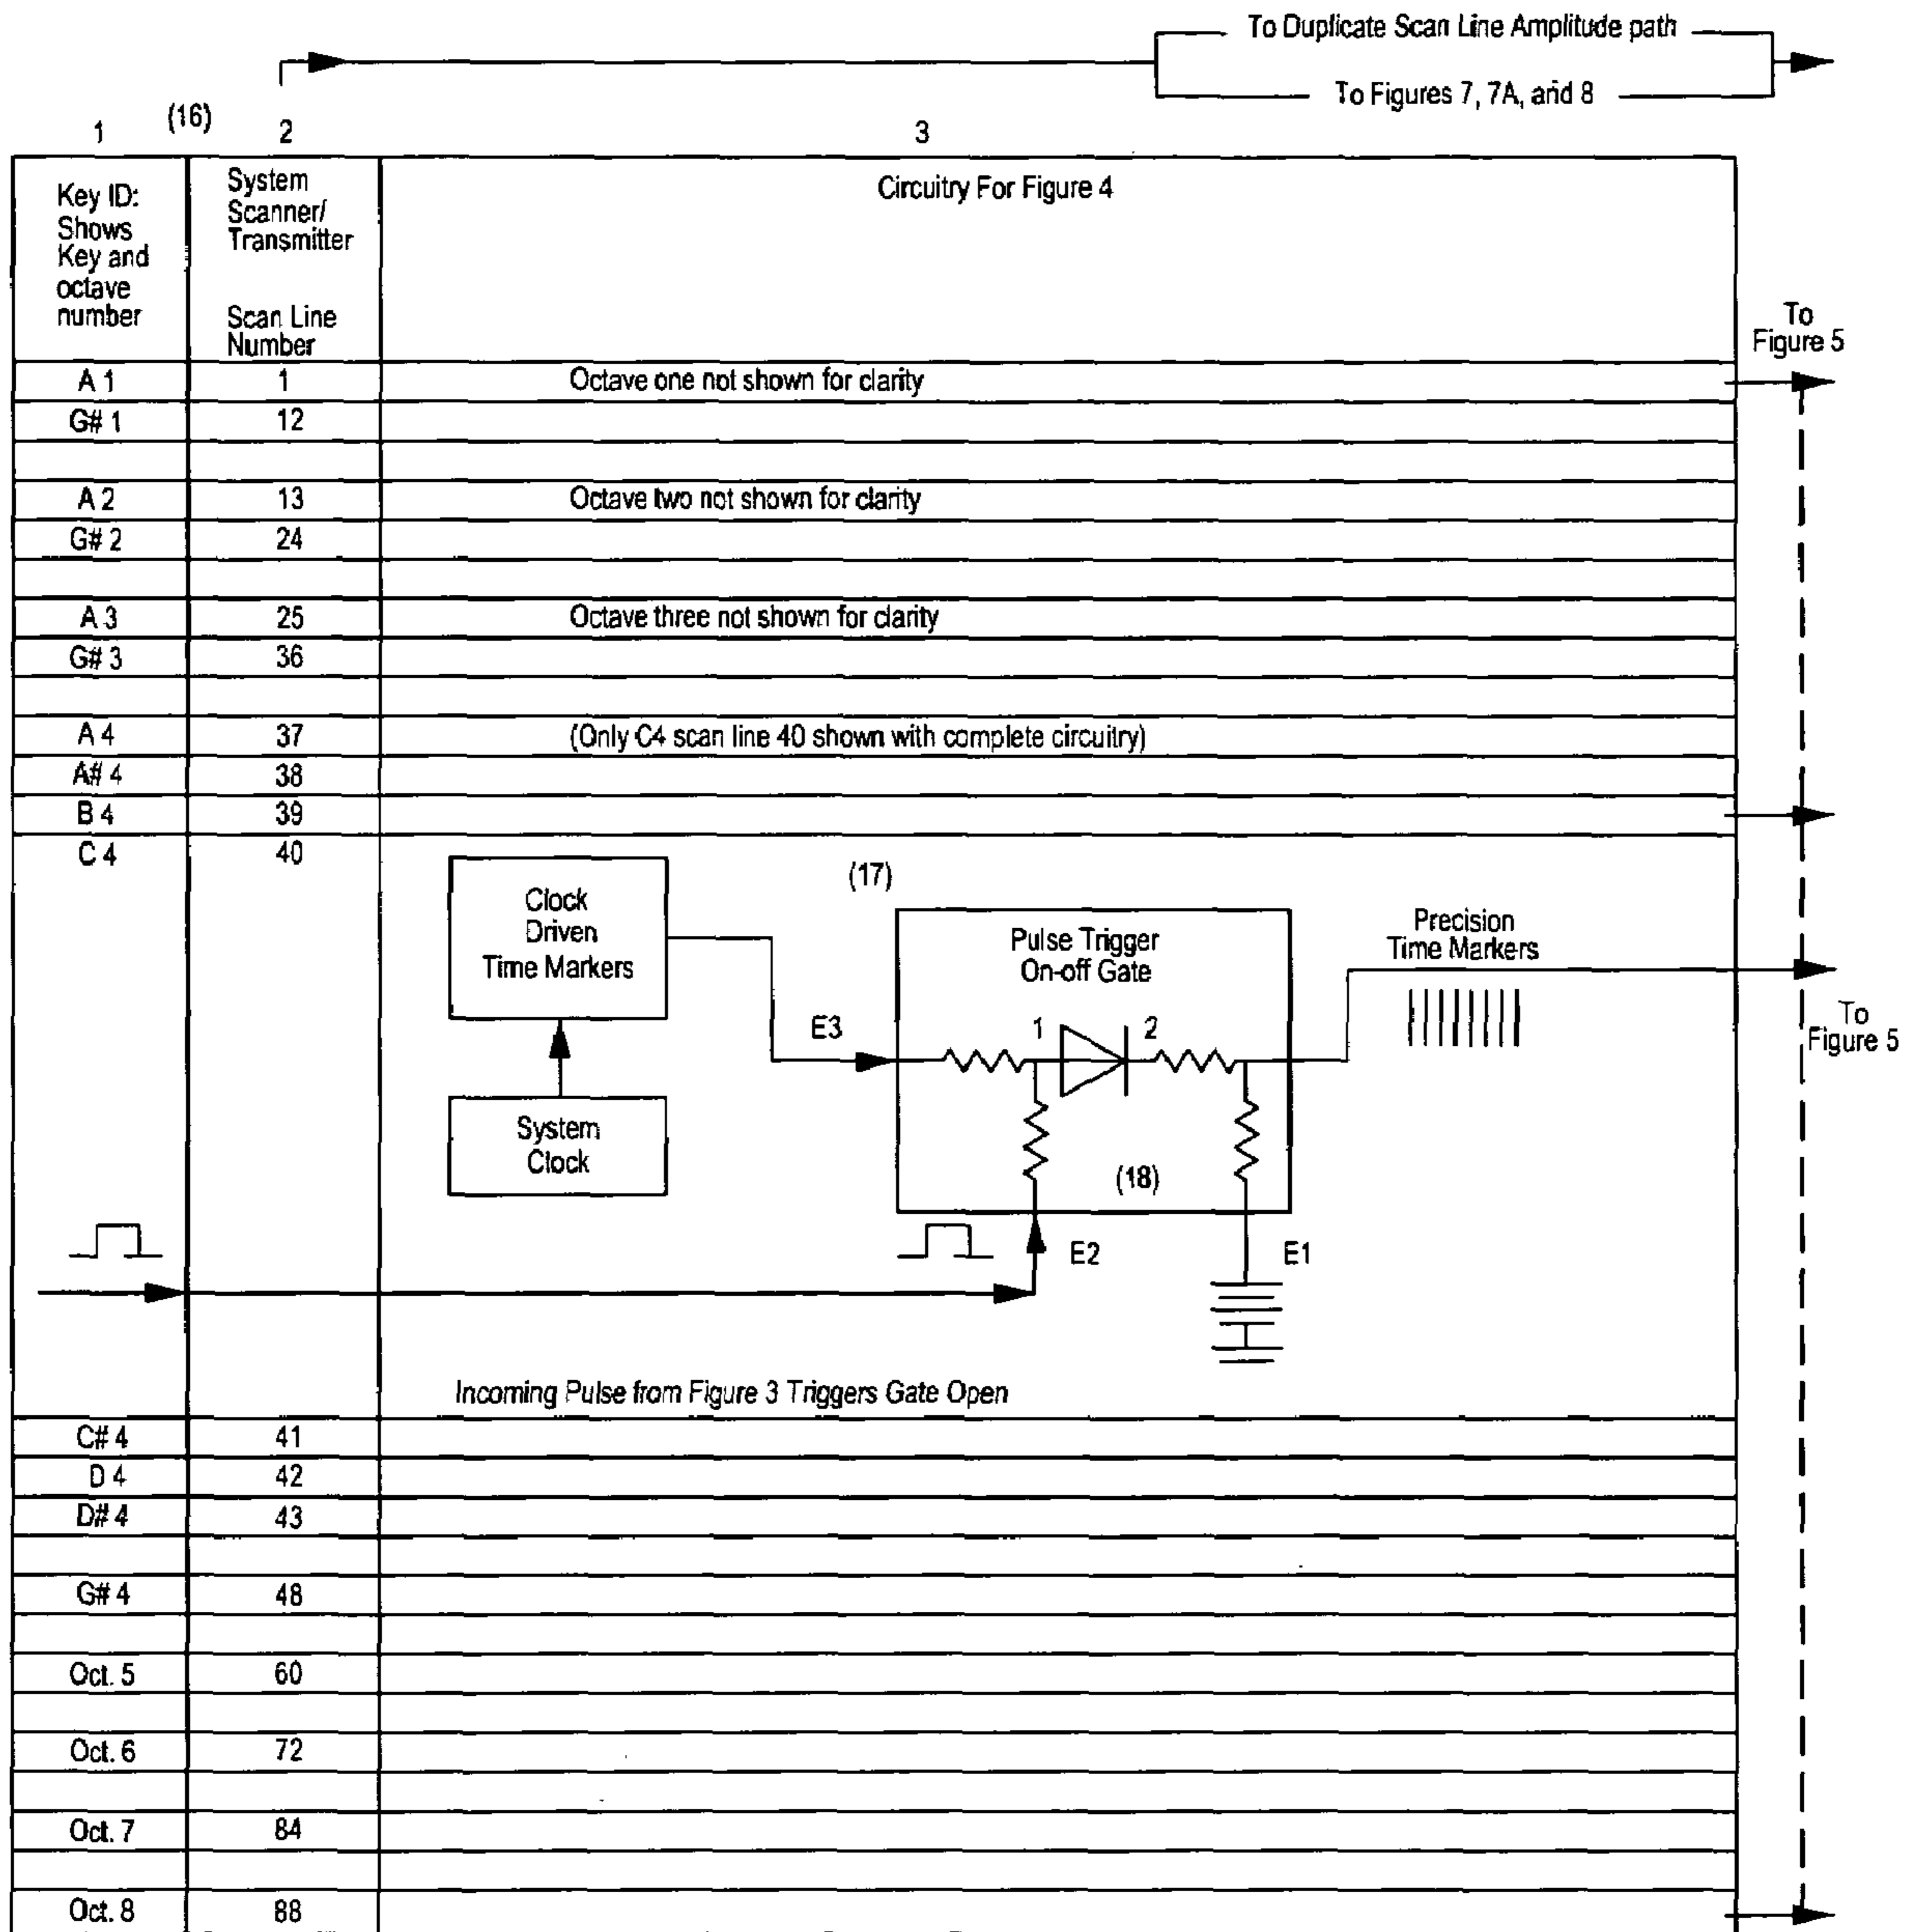 To Duplicate Scan Line Amplitude path
To Figures 7, 7A, and 8
1
(16)
2
3
Key ID:
Shows
Key and
octave
number
System
Scanner/
Transmitter
Scan Line
Number
Circuitry For Figure 4
To
Figure 5
A 1 1 Octave one not shown for clarity
G# 1 12
A 2 13 Octave two not shown for clarity
G# 2 24
A 3 25 Octave three not shown for clarity
G# 3 36
A 4 37 (Only C4 scan line 40 shown with complete circuitry)
A# 4 38
B 4 39
C 4 40
Clock
Driven
Time Markers
System
Clock
(17)
Pulse Trigger
On-off Gate
E3
1
2
(18)
E2
E1
Precision
Time Markers
To
Figure 5
Incoming Pulse from Figure 3 Triggers Gate Open
C# 4 41
D 4 42
D# 4 43
G# 4 48
Oct. 5 60
Oct. 6 72
Oct. 7 84
Oct. 8 88